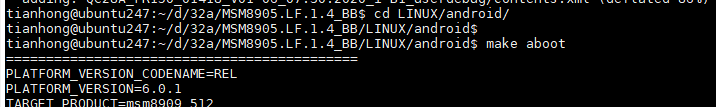 tianhong@ubuntu247:~/d/32a/MSM8905.LF.1.4_BB$ cd LINUX/android/
tianhong@ubuntu247:~/d/32a/MSM8905.LF.1.4_BB/LINUX/android$
tianhong@ubuntu247:~/d/32a/MSM8905.LF.1.4_BB/LINUX/android$ make aboot
============================================
PLATFORM_VERSION_CODENAME=REL
PLATFORM_VERSION=6.0.1
TARGET_PRODUCT=msm8909_512